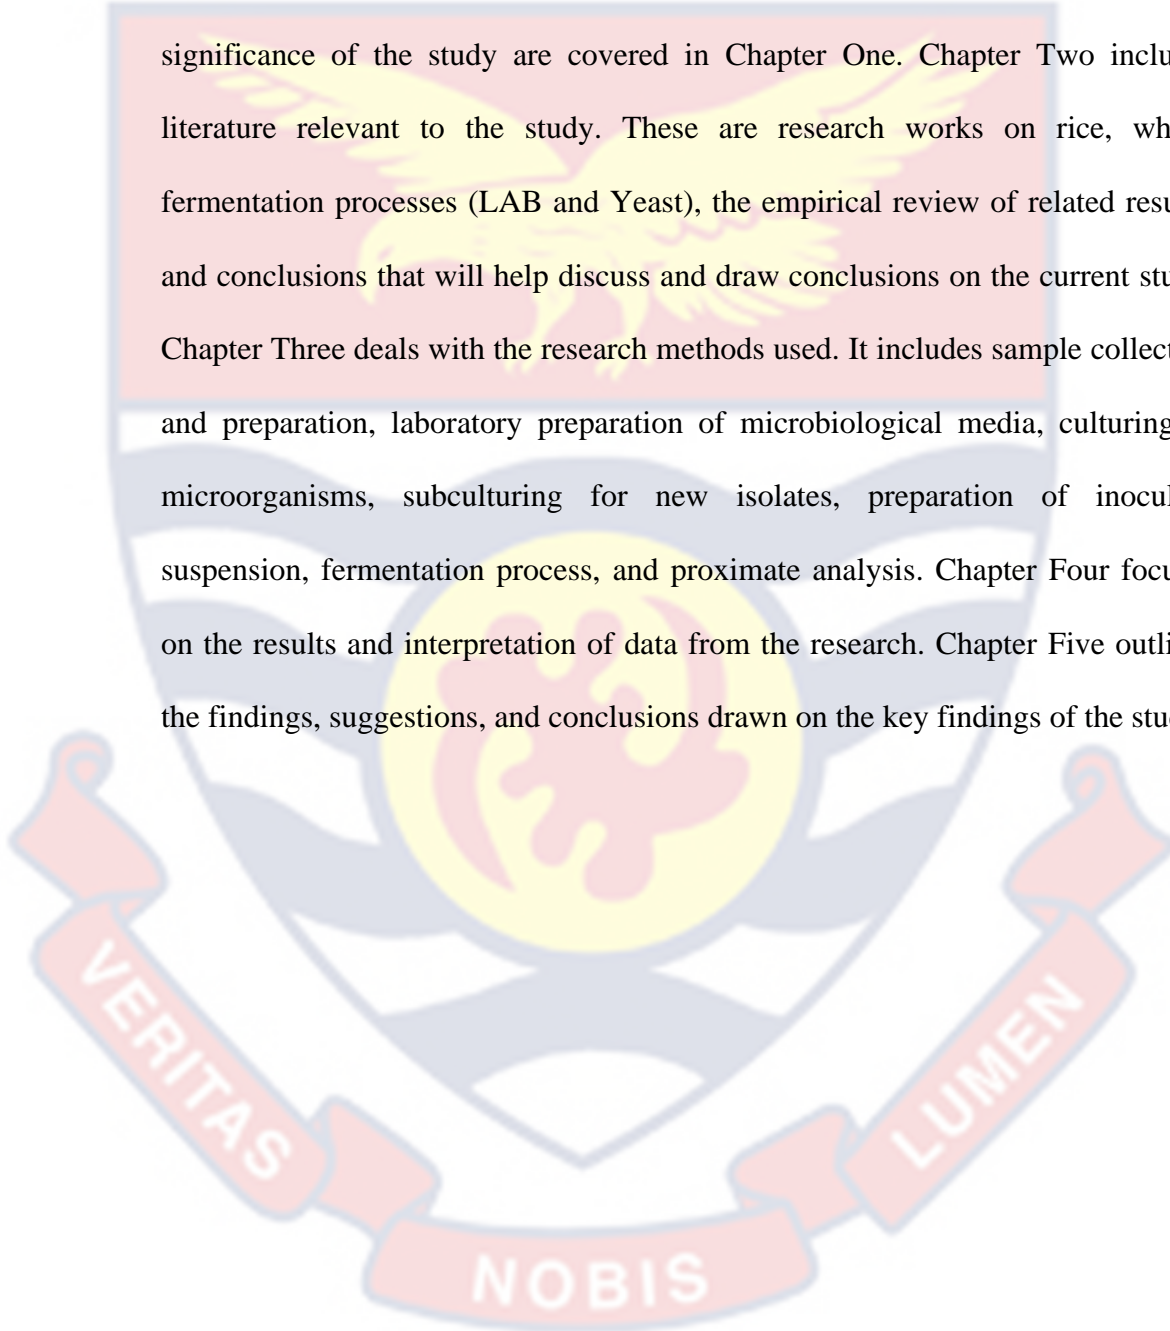 significance of the study are covered in Chapter One. Chapter Two inclu
literature relevant to the study. These are research works on rice, wh
fermentation processes (LAB and Yeast), the empirical review of related resu
and conclusions that will help discuss and draw conclusions on the current stu
Chapter Three deals with the research methods used. It includes sample collect
and preparation, laboratory preparation of microbiological media, culturing
microorganisms, subculturing for new isolates, preparation of inocul
suspension, fermentation process, and proximate analysis. Chapter Four focu
on the results and interpretation of data from the research. Chapter Five outli
the findings, suggestions, and conclusions drawn on the key findings of the stu
VERITAS
NOBIS
LUMEN